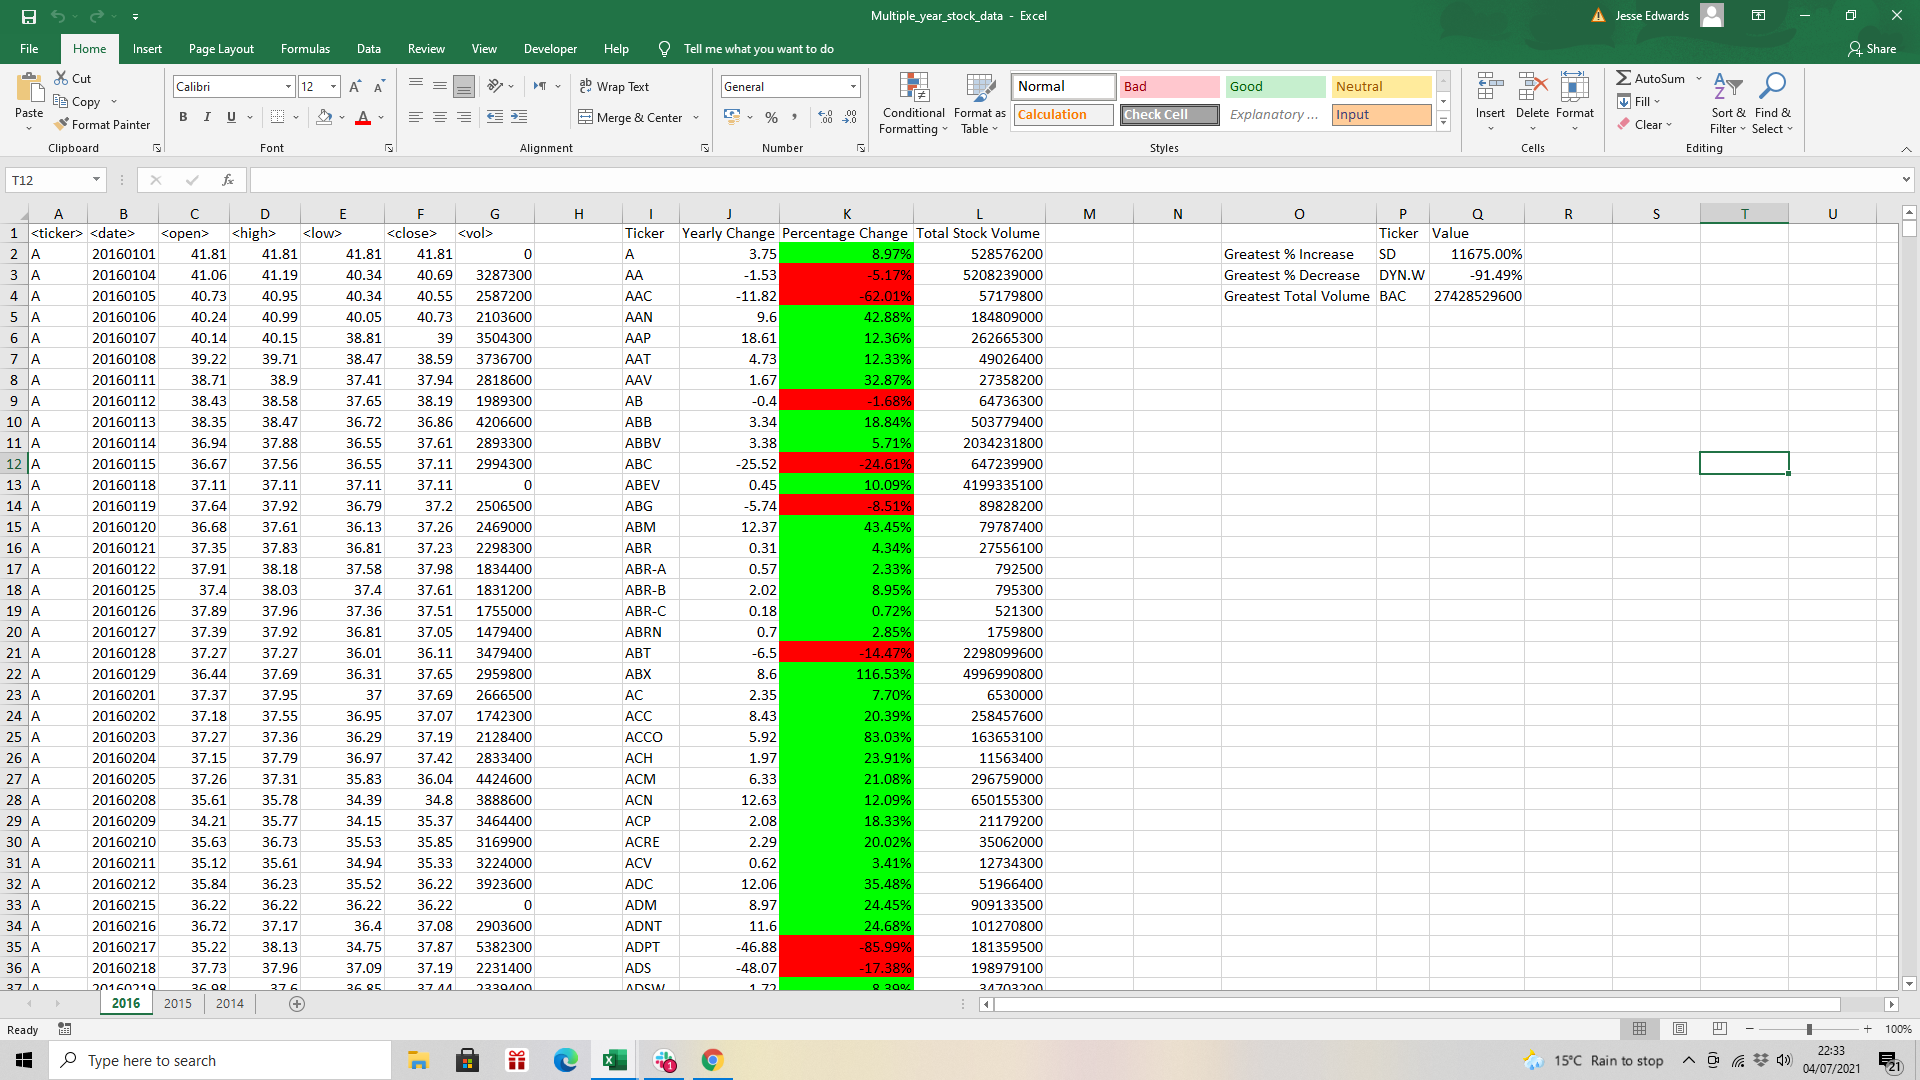 Multiple_year_stock_data - Excel
Jesse Edwards
File Home Insert Page Layout Formulas Data Review View Developer Help Tell me what you want to do Share
Paste Cut Copy Format Painter Clipboard
Calibri 12 B I U A Font
Wrap Text Merge & Center Alignment
General % Number
Conditional Formatting Format as Table
Normal Bad Good Neutral
Calculation Check Cell Explanatory ... Input
Styles
Insert Delete Format Cells
AutoSum Fill Clear Sort & Filter Find & Select Editing
T12 fx
A B C D E F G H I J K L M N O P Q R S T U
1 <ticker> <date> <open> <high> <low> <close> <vol> Ticker Yearly Change Percentage Change Total Stock Volume Ticker Value
2 A 20160101 41.81 41.81 41.81 41.81 0 A 3.75 8.97% 528576200 Greatest % Increase SD 11675.00%
3 A 20160104 41.06 41.19 40.34 40.69 3287300 AA -1.53 -5.17% 5208239000 Greatest % Decrease DYN.W -91.49%
4 A 20160105 40.73 40.95 40.34 40.55 2587200 AAC -11.82 -62.01% 57179800 Greatest Total Volume BAC 27428529600
5 A 20160106 40.24 40.99 40.05 40.73 2103600 AAN 9.6 42.88% 184809000
6 A 20160107 40.14 40.15 38.81 39 3504300 AAP 18.61 12.36% 262665300
7 A 20160108 39.22 39.71 38.47 38.59 3736700 AAT 4.73 12.33% 49026400
8 A 20160111 38.71 38.9 37.41 37.94 2818600 AAV 1.67 32.87% 27358200
9 A 20160112 38.43 38.58 37.65 38.19 1989300 AB -0.4 -1.68% 64736300
10 A 20160113 38.35 38.47 36.72 36.86 4206600 ABB 3.34 18.84% 503779400
11 A 20160114 36.94 37.88 36.55 37.61 2893300 ABBV 3.38 5.71% 2034231800
12 A 20160115 36.67 37.56 36.55 37.11 2994300 ABC -25.52 -24.61% 647239900
13 A 20160118 37.11 37.11 37.11 37.11 0 ABEV 0.45 10.09% 4199335100
14 A 20160119 37.64 37.92 36.79 37.2 2506500 ABG -5.74 -8.51% 89828200
15 A 20160120 36.68 37.61 36.13 37.26 2469000 ABM 12.37 43.45% 79787400
16 A 20160121 37.35 37.83 36.81 37.23 2298300 ABR 0.31 4.34% 27556100
17 A 20160122 37.91 38.18 37.58 37.98 1834400 ABR-A 0.57 2.33% 792500
18 A 20160125 37.4 38.03 37.4 37.61 1831200 ABR-B 2.02 8.95% 795300
19 A 20160126 37.89 37.96 37.36 37.51 1755000 ABR-C 0.18 0.72% 521300
20 A 20160127 37.39 37.92 36.81 37.05 1479400 ABRN 0.7 2.85% 1759800
21 A 20160128 37.27 37.27 36.01 36.11 3479400 ABT -6.5 -14.47% 2298099600
22 A 20160129 36.44 37.69 36.31 37.65 2959800 ABX 8.6 116.53% 4996990800
23 A 20160201 37.37 37.95 37 37.69 2666500 AC 2.35 7.70% 6530000
24 A 20160202 37.18 37.55 36.95 37.07 1742300 ACC 8.43 20.39% 258457600
25 A 20160203 37.27 37.36 36.29 37.19 2128400 ACCO 5.92 83.03% 163653100
26 A 20160204 37.15 37.79 36.97 37.42 2833400 ACH 1.97 23.91% 11563400
27 A 20160205 37.26 37.31 35.83 36.04 4424600 ACM 6.33 21.08% 296759000
28 A 20160208 35.61 35.78 34.39 34.8 3888600 ACN 12.63 12.09% 650155300
29 A 20160209 34.21 35.77 34.15 35.37 3464400 ACP 2.08 18.33% 21179200
30 A 20160210 35.63 36.73 35.53 35.85 3169900 ACRE 2.29 20.02% 35062000
31 A 20160211 35.12 35.61 34.94 35.33 3224000 ACV 0.62 3.41% 12734300
32 A 20160212 35.84 36.23 35.52 36.22 3923600 ADC 12.06 35.48% 51966400
33 A 20160215 36.22 36.22 36.22 36.22 0 ADM 8.97 24.45% 909133500
34 A 20160216 36.72 37.17 36.4 37.08 2903600 ADNT 11.6 24.68% 101270800
35 A 20160217 35.22 38.13 34.75 37.87 5382300 ADPT -46.88 -85.99% 181359500
36 A 20160218 37.73 37.96 37.09 37.19 2231400 ADS -48.07 -17.38% 198979100
37 A 20160219 36.98 37.6 36.85 37.44 2339400 ADSW 1.72 8.39% 34703200
2016 2015 2014
Ready 100%
Type here to search 1 15°C Rain to stop 22:33
04/07/2021 21